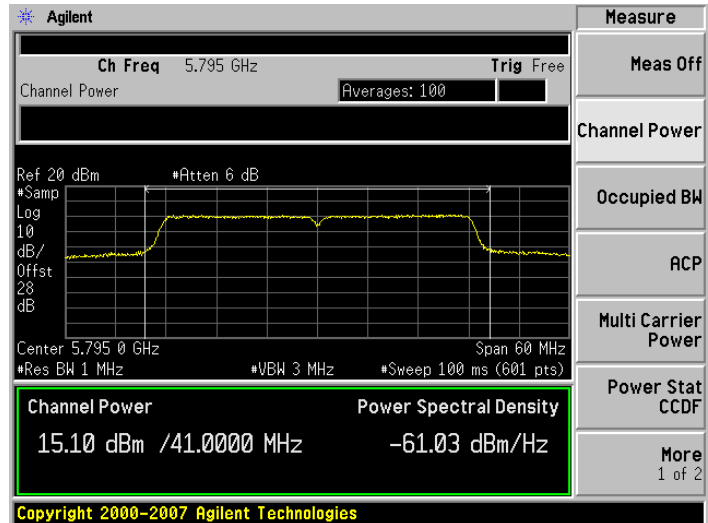 Agilent
Measure
Ch Freq 5.795 GHz Trig Free
Channel Power Averages: 100
Meas Off
Channel Power
Occupied BW
ACP
Multi Carrier
Power
Power Stat
CCDF
More
1 of 2
Ref 20 dBm #Atten 6 dB
#Samp
Log
10
dB/
Offst
28
dB
Center 5.795 0 GHz Span 60 MHz
#Res BW 1 MHz #VBW 3 MHz #Sweep 100 ms (601 pts)
Channel Power Power Spectral Density
15.10 dBm /41.0000 MHz -61.03 dBm/Hz
Copyright 2000-2007 Agilent Technologies